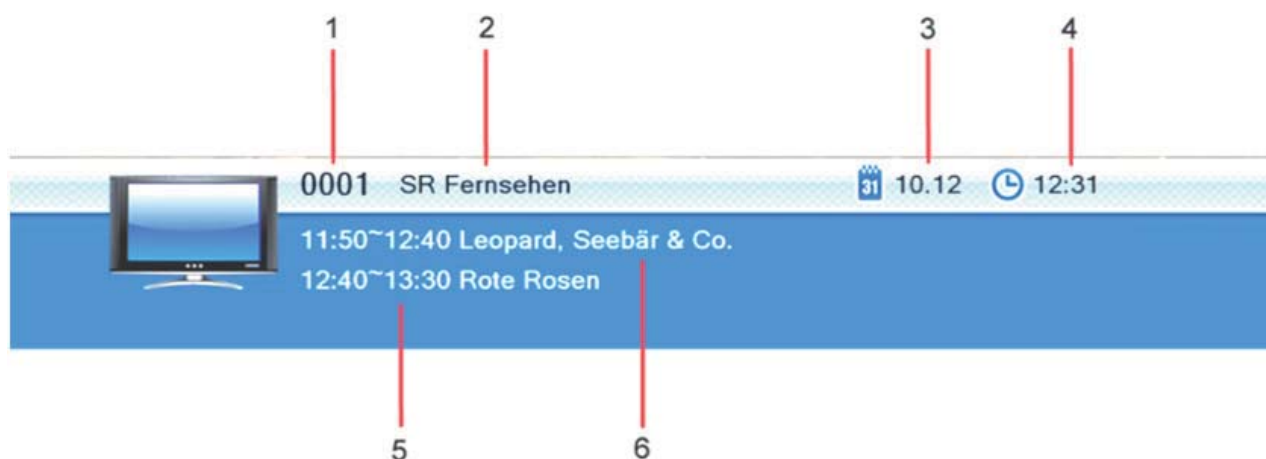 1 2 3 4
0001 SR Fernsehen 31 10.12 12:31
11:50~12:40 Leopard, Seebär & Co.
12:40~13:30 Rote Rosen
5 6